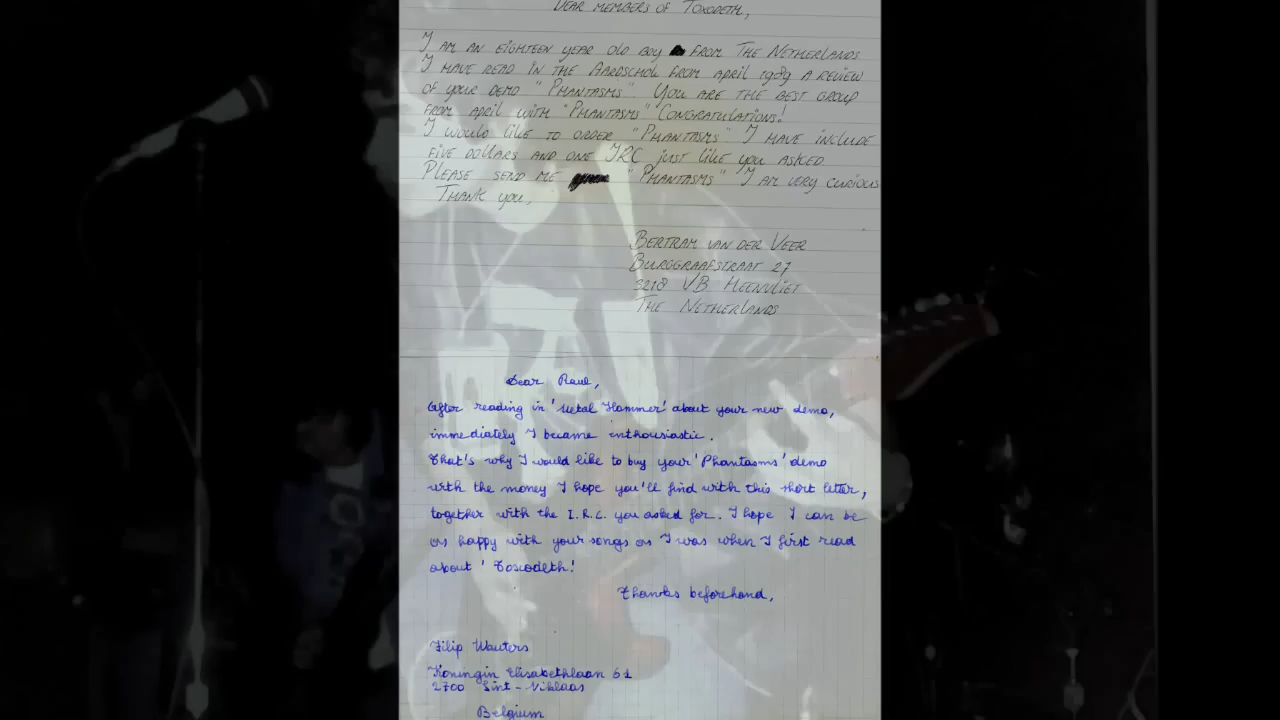 DEAR MEMBERS OF TOXODETH,
I AM AN EIGHTEEN YEAR OLD BOY FROM THE NETHERLANDS
I HAVE READ IN THE AARDSCHOK FROM APRIL 1989 A REVIEW
OF YOUR DEMO "PHANTASMS" YOU ARE THE BEST GROUP
FROM APRIL WITH "PHANTASMS" CONGRATULATIONS!
I WOULD LIKE TO ORDER "PHANTASMS" I HAVE INCLUDE
FIVE DOLLARS AND ONE IRC JUST LIKE YOU ASKED
PLEASE SEND ME "PHANTASMS" I AM VERY CURIOUS
THANK YOU,
BERTRAM VAN DER VEER
BURGGRAAFSTRAAT 27
3218 VB HEENVLIET
THE NETHERLANDS
Dear Raul,
After reading in 'Metal Hammer' about your new demo,
immediately I became enthousiastic.
That's why I would like to buy your 'Phantasms' demo
with the money I hope you'll find with this short letter,
together with the I.R.C. you asked for. I hope I can be
as happy with your songs as I was when I first read
about 'Toxodeth!
Thanks beforehand,
Filip Wauters
Koningin Elisabethlaan 61
2700 Sint-Niklaas
Belgium